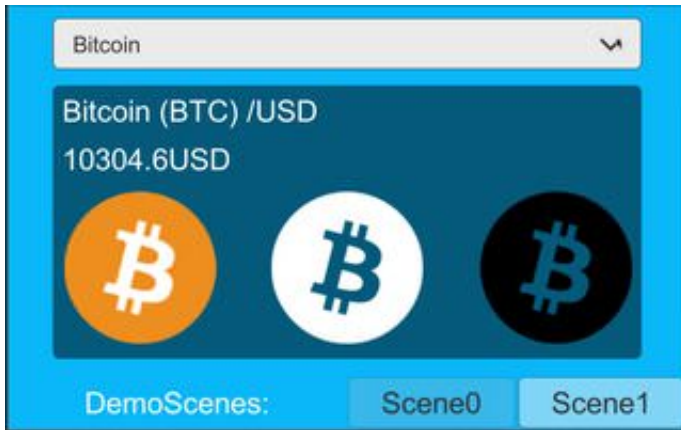 Bitcoin
Bitcoin (BTC) /USD
10304.6USD
DemoScenes: Scene0 Scene1